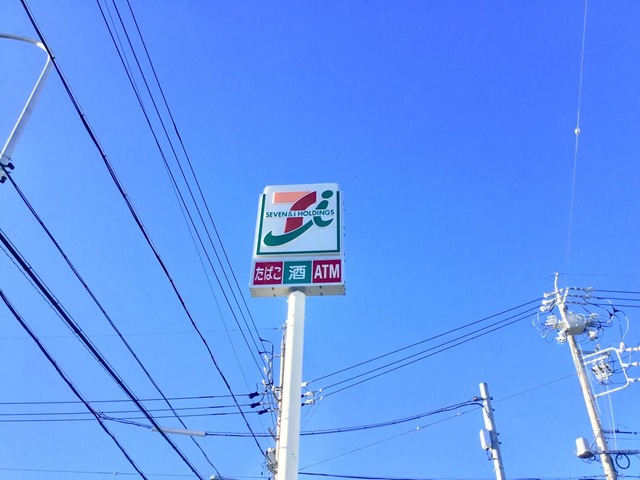 SEVEN & i HOLDINGS
たばこ 酒 ATM